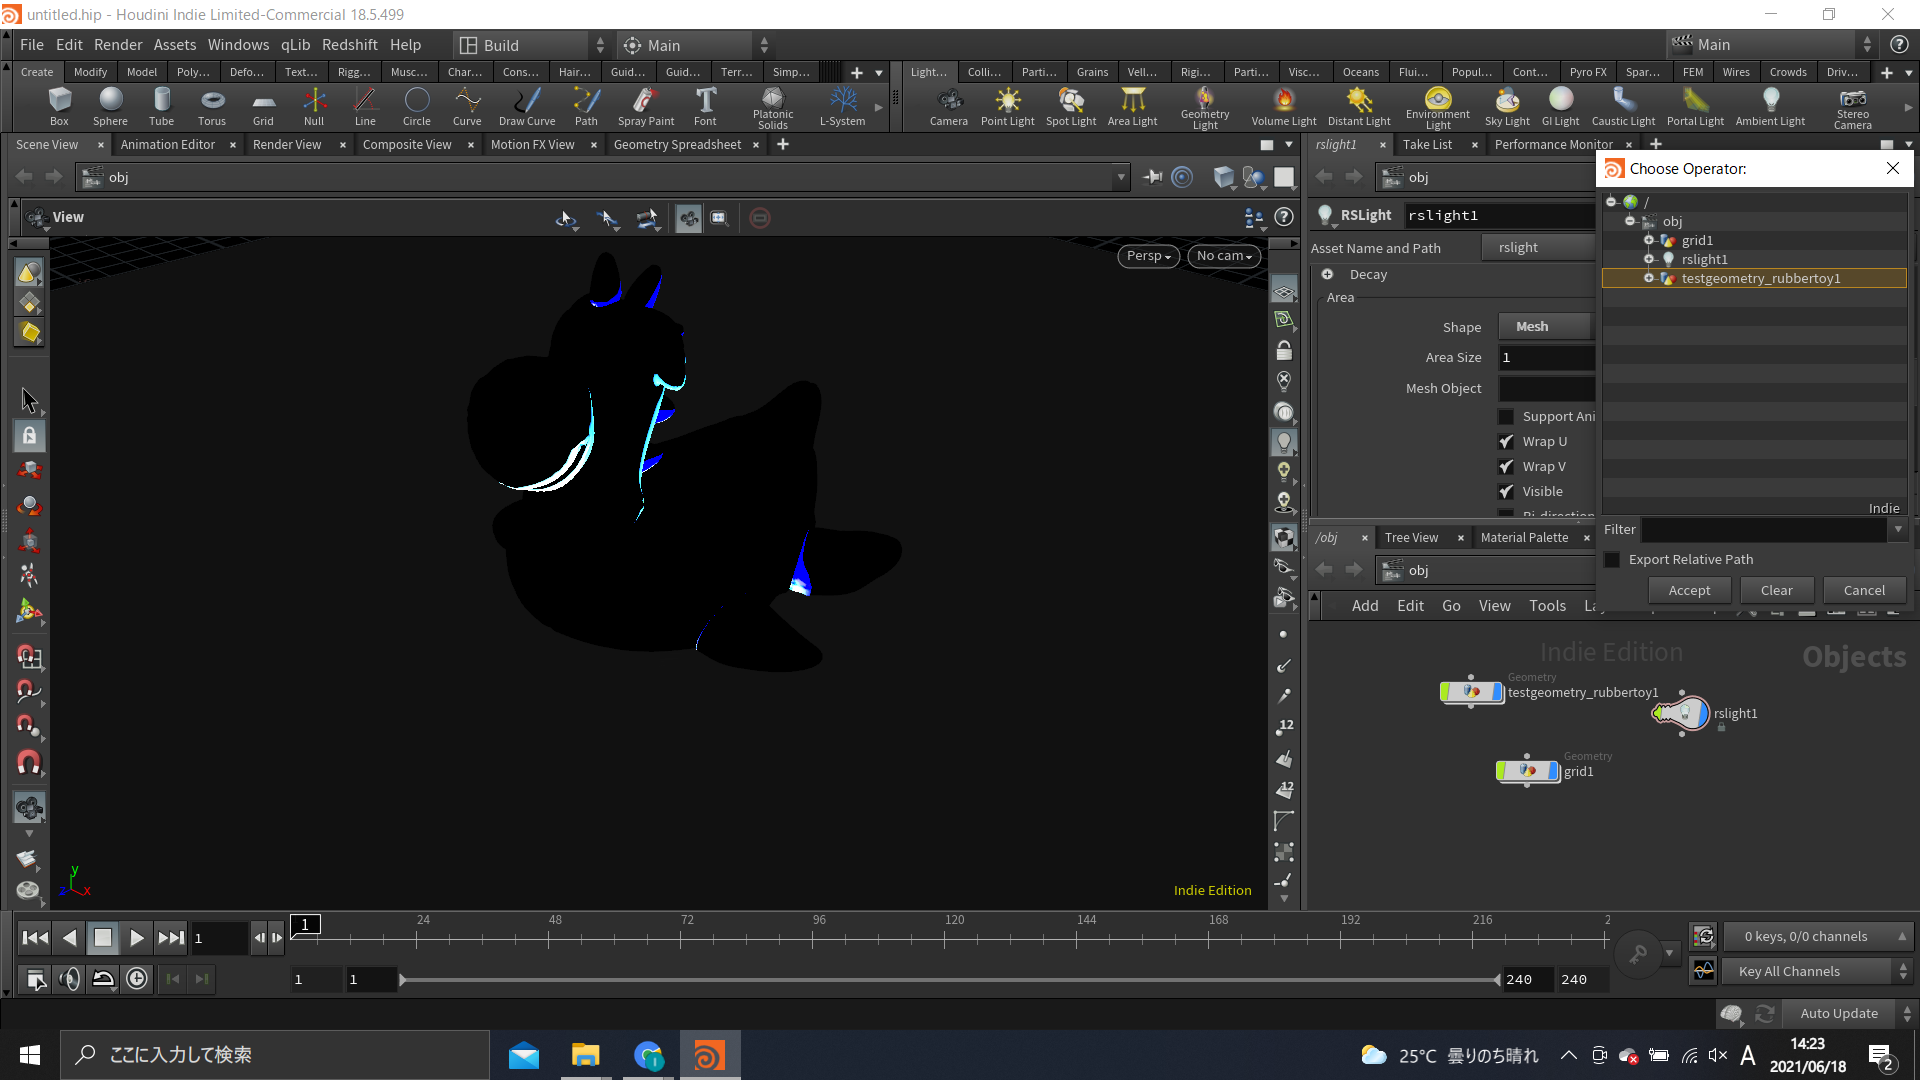 untitled.hip - Houdini Indie Limited-Commercial 18.5.499
File Edit Render Assets Windows qLib Redshift Help
Build
Main
Main
Create Modify Model Poly... Defo... Text... Rigg... Musc... Char... Cons... Hair... Guid... Guid... Terr... Simp...
Light... Colli... Parti... Grains Vell... Rigi... Parti... Visc... Oceans Flui... Popul... Cont... Pyro FX Spar... FEM Wires Crowds Driv...
Box Sphere Tube Torus Grid Null Line Circle Curve Draw Curve Path Spray Paint Font Platonic Solids L-System
Camera Point Light Spot Light Area Light Geometry Light Volume Light Distant Light Environment Light Sky Light GI Light Caustic Light Portal Light Ambient Light Stereo Camera
Scene View Animation Editor Render View Composite View Motion FX View Geometry Spreadsheet
obj
View
Persp
No cam
12
12
y
z
x
Indie Edition
rslight1 Take List Performance Monitor
obj
RSLight rslight1
Asset Name and Path rslight
Decay
Area
Shape Mesh
Area Size 1
Mesh Object
Support Ani
Wrap U
Wrap V
Visible
Choose Operator:
/
obj
grid1
rslight1
testgeometry_rubbertoy1
Indie
Filter
Export Relative Path
Accept Clear Cancel
/obj Tree View Material Palette
obj
Add Edit Go View Tools
Indie Edition
Objects
Geometry
testgeometry_rubbertoy1
rslight1
Geometry
grid1
1
1 24 48 72 96 120 144 168 192 216 2
1 1 240 240
0 keys, 0/0 channels
Key All Channels
Auto Update
ここに入力して検索
25°C 曇りのち晴れ
A
14:23
2021/06/18
2